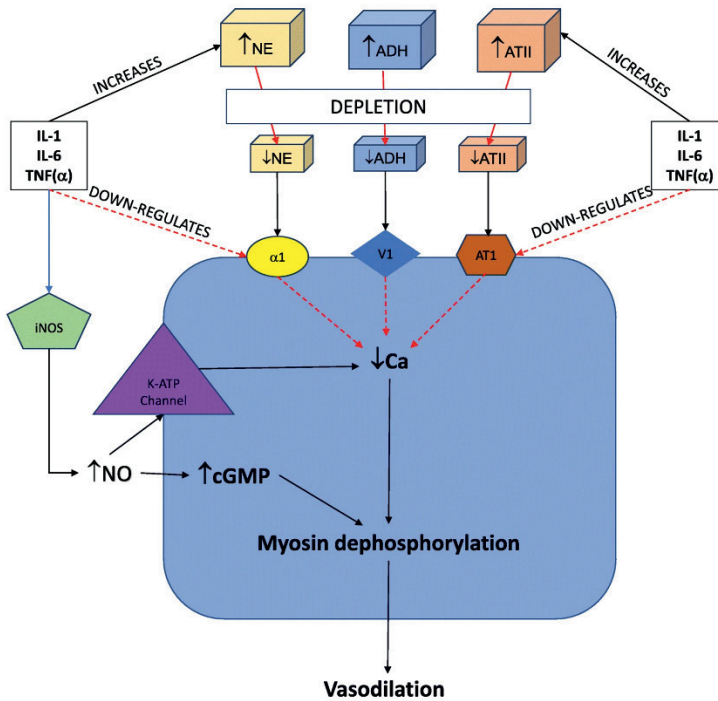 ↑NE
↑ADH
↑ATII
INCREASES
INCREASES
DEPLETION
IL-1
IL-6
TNF(α)
IL-1
IL-6
TNF(α)
↓NE
↓ADH
↓ATII
DOWN-REGULATES
DOWN-REGULATES
α1
V1
AT1
iNOS
K-ATP
Channel
↓Ca
↑NO
↑cGMP
Myosin dephosphorylation
Vasodilation